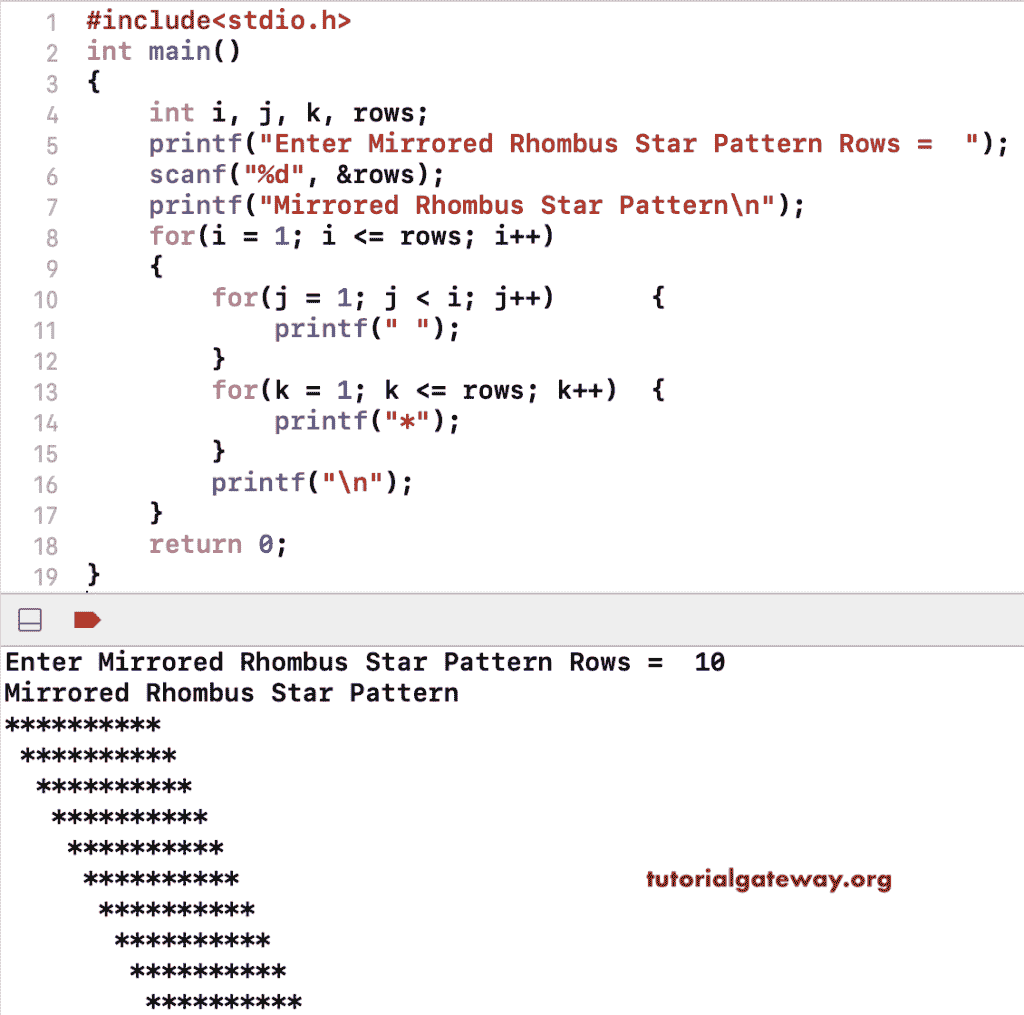 1 #include<stdio.h>
2 int main()
3 {
4     int i, j, k, rows;
5     printf("Enter Mirrored Rhombus Star Pattern Rows =  ");
6     scanf("%d", &rows);
7     printf("Mirrored Rhombus Star Pattern\n");
8     for(i = 1; i <= rows; i++)
9     {
10         for(j = 1; j < i; j++)      {
11             printf(" ");
12         }
13         for(k = 1; k <= rows; k++)  {
14             printf("*");
15         }
16         printf("\n");
17     }
18     return 0;
19 }
Enter Mirrored Rhombus Star Pattern Rows =  10
Mirrored Rhombus Star Pattern
**********
 **********
  **********
   **********
    **********
     **********
tutorialgateway.org
      **********
       **********
        **********
         **********